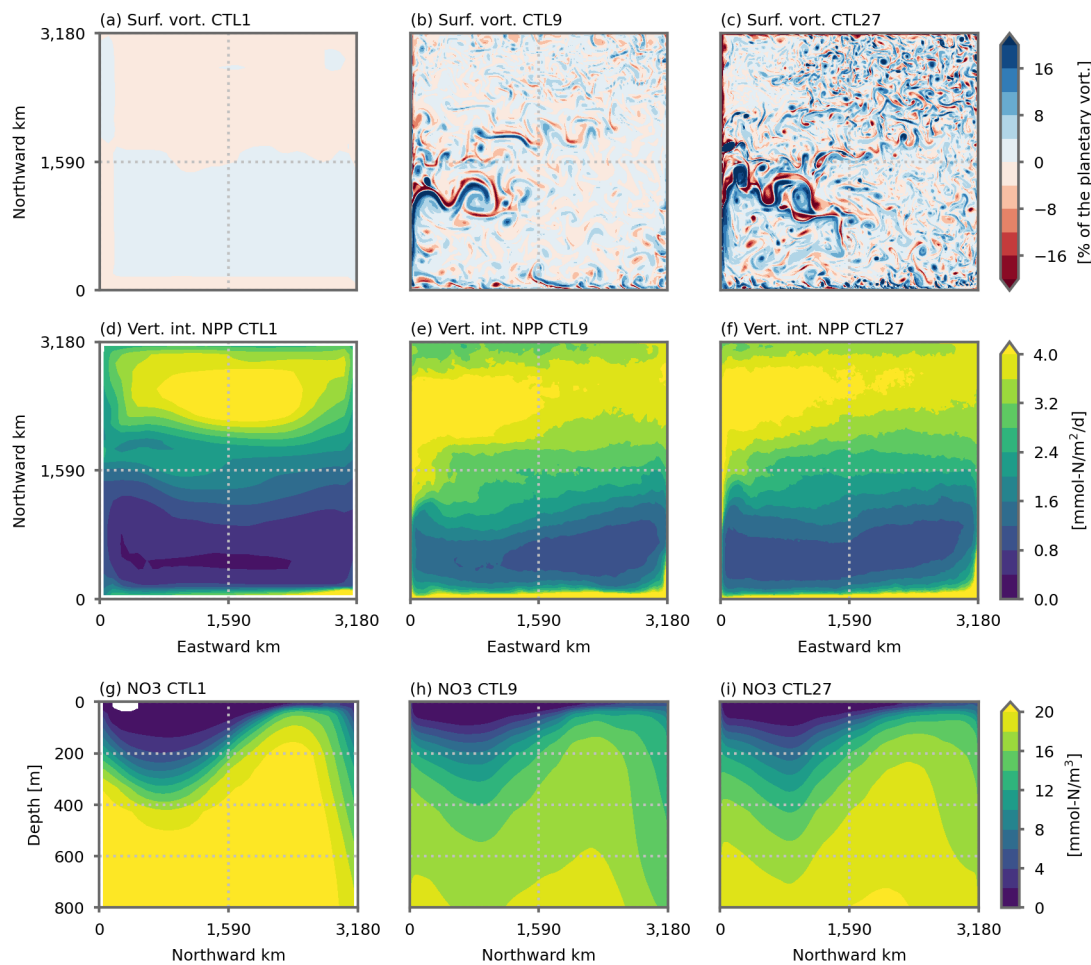 (a) Surf. vort. CTL1
(b) Surf. vort. CTL9
(c) Surf. vort. CTL27
3,180
1,590
0
Northward km
16
8
4
0
−8
−16
[% of the planetary vort.]
(d) Vert. int. NPP CTL1
(e) Vert. int. NPP CTL9
(f) Vert. int. NPP CTL27
3,180
1,590
0
Northward km
0
1,590
3,180
Eastward km
0
1,590
3,180
Eastward km
0
1,590
3,180
Eastward km
4.0
3.2
2.4
1.6
0.8
0.0
[mmol-N/m²/d]
(g) NO3 CTL1
(h) NO3 CTL9
(i) NO3 CTL27
0
200
400
600
800
Depth [m]
0
1,590
3,180
Northward km
0
1,590
3,180
Northward km
0
1,590
3,180
Northward km
20
16
12
8
4
0
[mmol-N/m³]